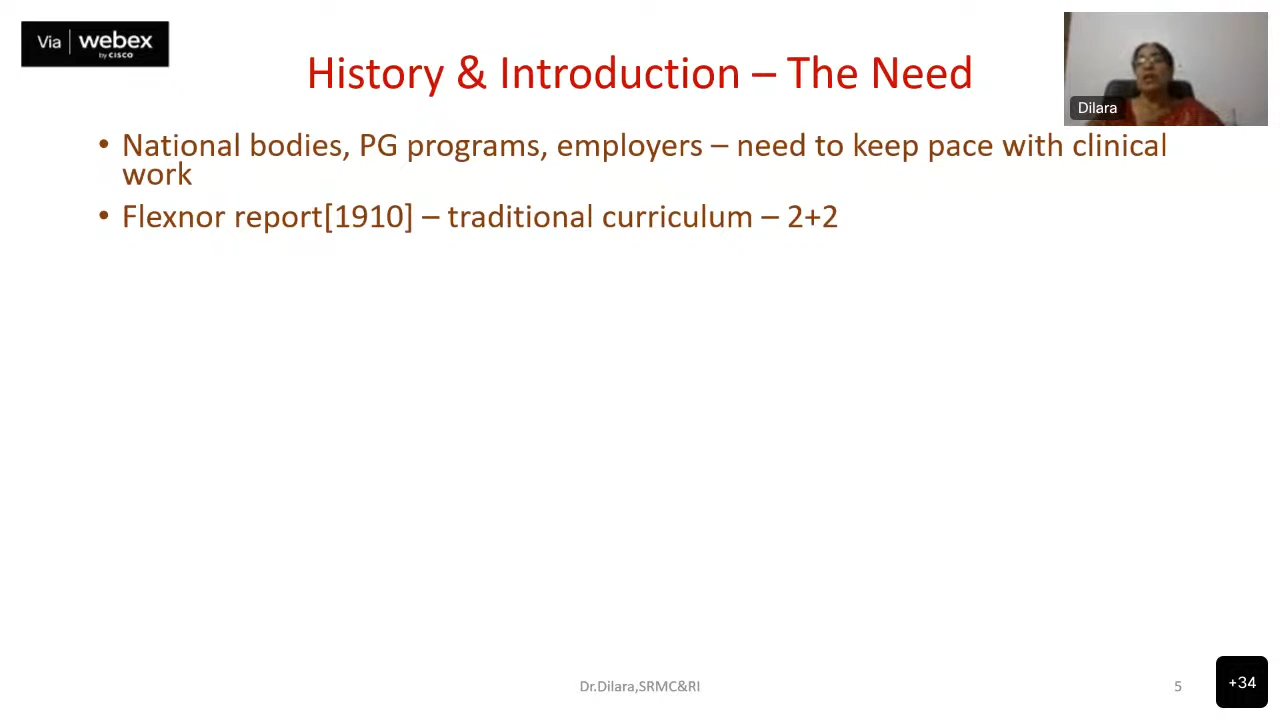 Via webex
by CISCO
History & Introduction – The Need
Dilara
• National bodies, PG programs, employers – need to keep pace with clinical
work
• Flexnor report[1910] – traditional curriculum – 2+2
Dr.Dilara,SRMC&RI
5
+34